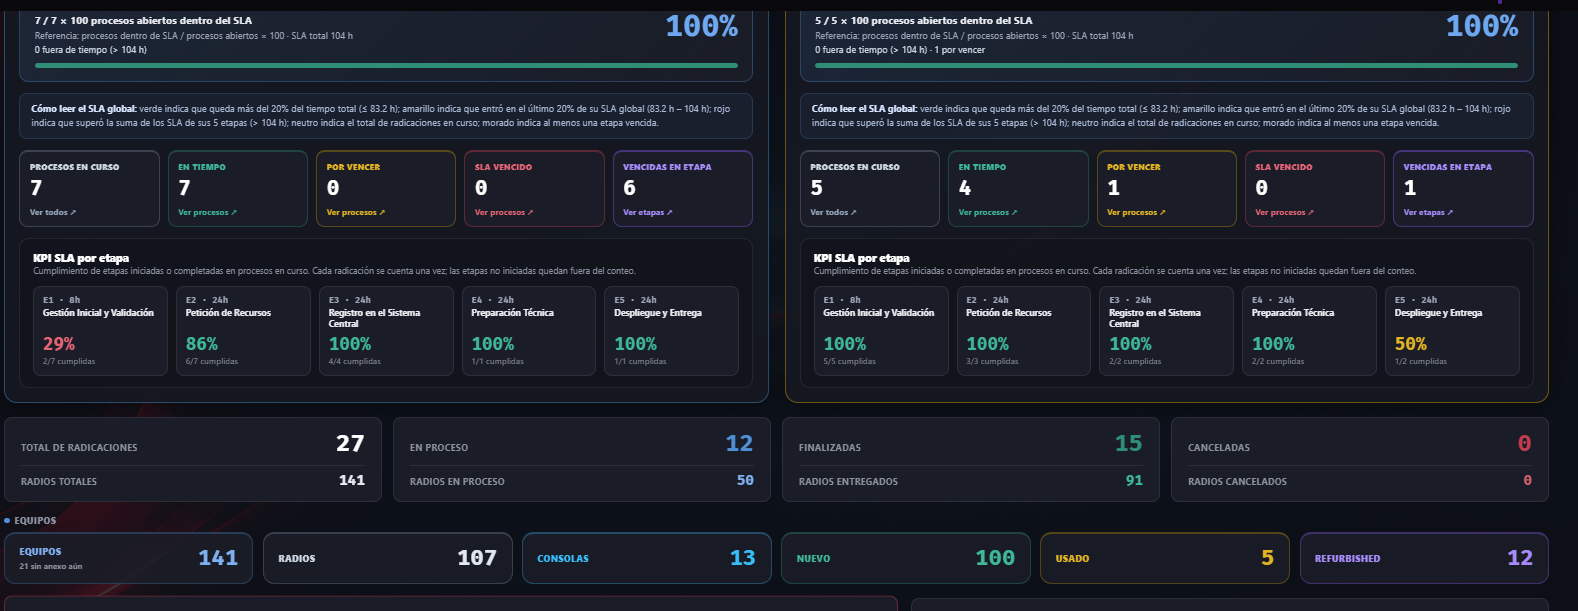 7 / 7 × 100 procesos abiertos dentro del SLA
100%
Referencia: procesos dentro de SLA / procesos abiertos × 100 · SLA total 104 h
0 fuera de tiempo (> 104 h)
Cómo leer el SLA global: verde indica que queda más del 20% del tiempo total (≤ 83.2 h); amarillo indica que entró en el último 20% de su SLA global (83.2 h – 104 h); rojo
indica que superó la suma de los SLA de sus 5 etapas (> 104 h); neutro indica el total de radicaciones en curso; morado indica al menos una etapa vencida.
PROCESOS EN CURSO
7
Ver todos ↗
EN TIEMPO
7
Ver procesos ↗
POR VENCER
0
Ver procesos ↗
SLA VENCIDO
0
Ver procesos ↗
VENCIDAS EN ETAPA
6
Ver etapas ↗
KPI SLA por etapa
Cumplimiento de etapas iniciadas o completadas en procesos en curso. Cada radicación se cuenta una vez; las etapas no iniciadas quedan fuera del conteo.
E1 · 8h
Gestión Inicial y Validación
29%
2/7 cumplidas
E2 · 24h
Petición de Recursos
86%
6/7 cumplidas
E3 · 24h
Registro en el Sistema
Central
100%
4/4 cumplidas
E4 · 24h
Preparación Técnica
100%
1/1 cumplidas
E5 · 24h
Despliegue y Entrega
100%
1/1 cumplidas
5 / 5 × 100 procesos abiertos dentro del SLA
100%
Referencia: procesos dentro de SLA / procesos abiertos × 100 · SLA total 104 h
0 fuera de tiempo (> 104 h) · 1 por vencer
Cómo leer el SLA global: verde indica que queda más del 20% del tiempo total (≤ 83.2 h); amarillo indica que entró en el último 20% de su SLA global (83.2 h – 104 h); rojo
indica que superó la suma de los SLA de sus 5 etapas (> 104 h); neutro indica el total de radicaciones en curso; morado indica al menos una etapa vencida.
PROCESOS EN CURSO
5
Ver todos ↗
EN TIEMPO
4
Ver procesos ↗
POR VENCER
1
Ver procesos ↗
SLA VENCIDO
0
Ver procesos ↗
VENCIDAS EN ETAPA
1
Ver etapas ↗
KPI SLA por etapa
Cumplimiento de etapas iniciadas o completadas en procesos en curso. Cada radicación se cuenta una vez; las etapas no iniciadas quedan fuera del conteo.
E1 · 8h
Gestión Inicial y Validación
100%
5/5 cumplidas
E2 · 24h
Petición de Recursos
100%
3/3 cumplidas
E3 · 24h
Registro en el Sistema
Central
100%
2/2 cumplidas
E4 · 24h
Preparación Técnica
100%
2/2 cumplidas
E5 · 24h
Despliegue y Entrega
50%
1/2 cumplidas
TOTAL DE RADICACIONES 27
RADIOS TOTALES 141
EN PROCESO 12
RADIOS EN PROCESO 50
FINALIZADAS 15
RADIOS ENTREGADOS 91
CANCELADAS 0
RADIOS CANCELADOS 0
EQUIPOS
EQUIPOS 141
21 sin anexo aún
RADIOS 107
CONSOLAS 13
NUEVO 100
USADO 5
REFURBISHED 12